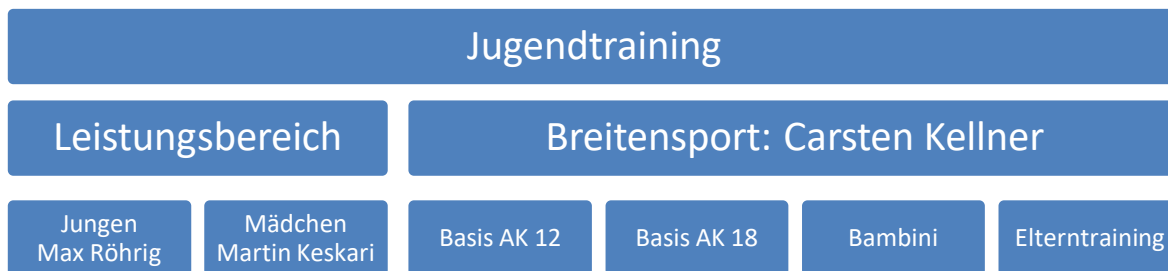 Jugendtraining
Leistungsbereich
Breitensport: Carsten Kellner
Jungen
Max Röhrig
Mädchen
Martin Keskari
Basis AK 12
Basis AK 18
Bambini
Elterntraining